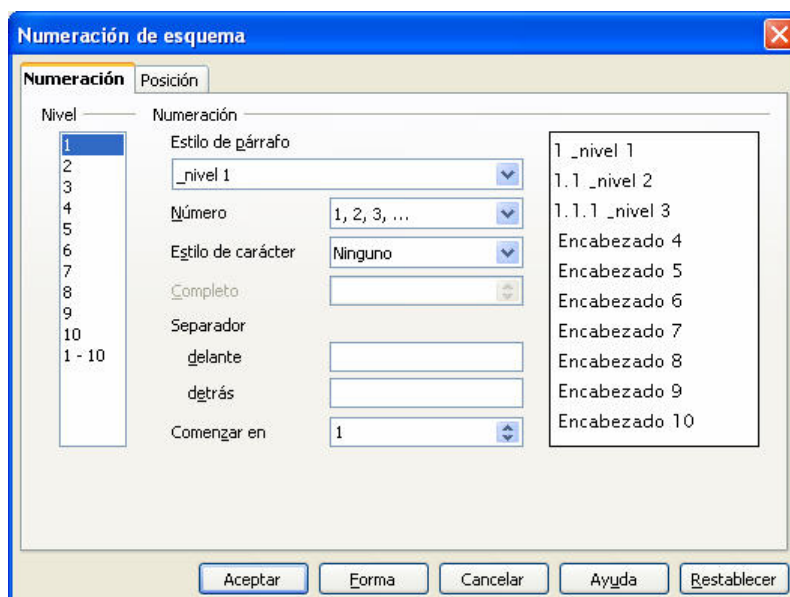 Numeración de esquema
Numeración
Posición
Nivel
1
2
3
4
5
6
7
8
9
10
1 - 10
Numeración
Estilo de párrafo
_nivel 1
Número
1, 2, 3, ...
Estilo de carácter
Ninguno
Completo
Separador
delante
detrás
Comenzar en
1
1 _nivel 1
1.1 _nivel 2
1.1.1 _nivel 3
Encabezado 4
Encabezado 5
Encabezado 6
Encabezado 7
Encabezado 8
Encabezado 9
Encabezado 10
Aceptar
Forma
Cancelar
Ayuda
Restablecer